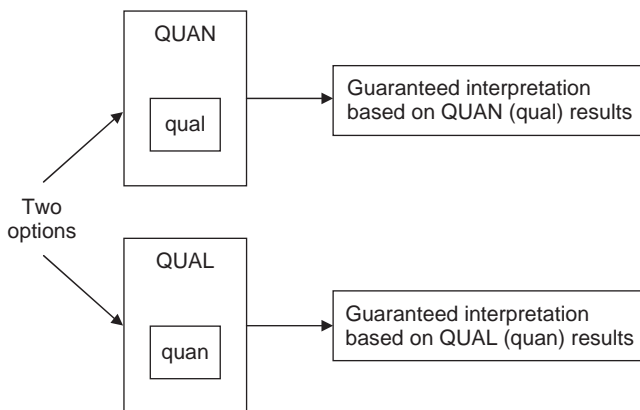 QUAN
qual
Guaranteed interpretation
based on QUAN (qual) results
Two
options
QUAL
quan
Guaranteed interpretation
based on QUAL (quan) results